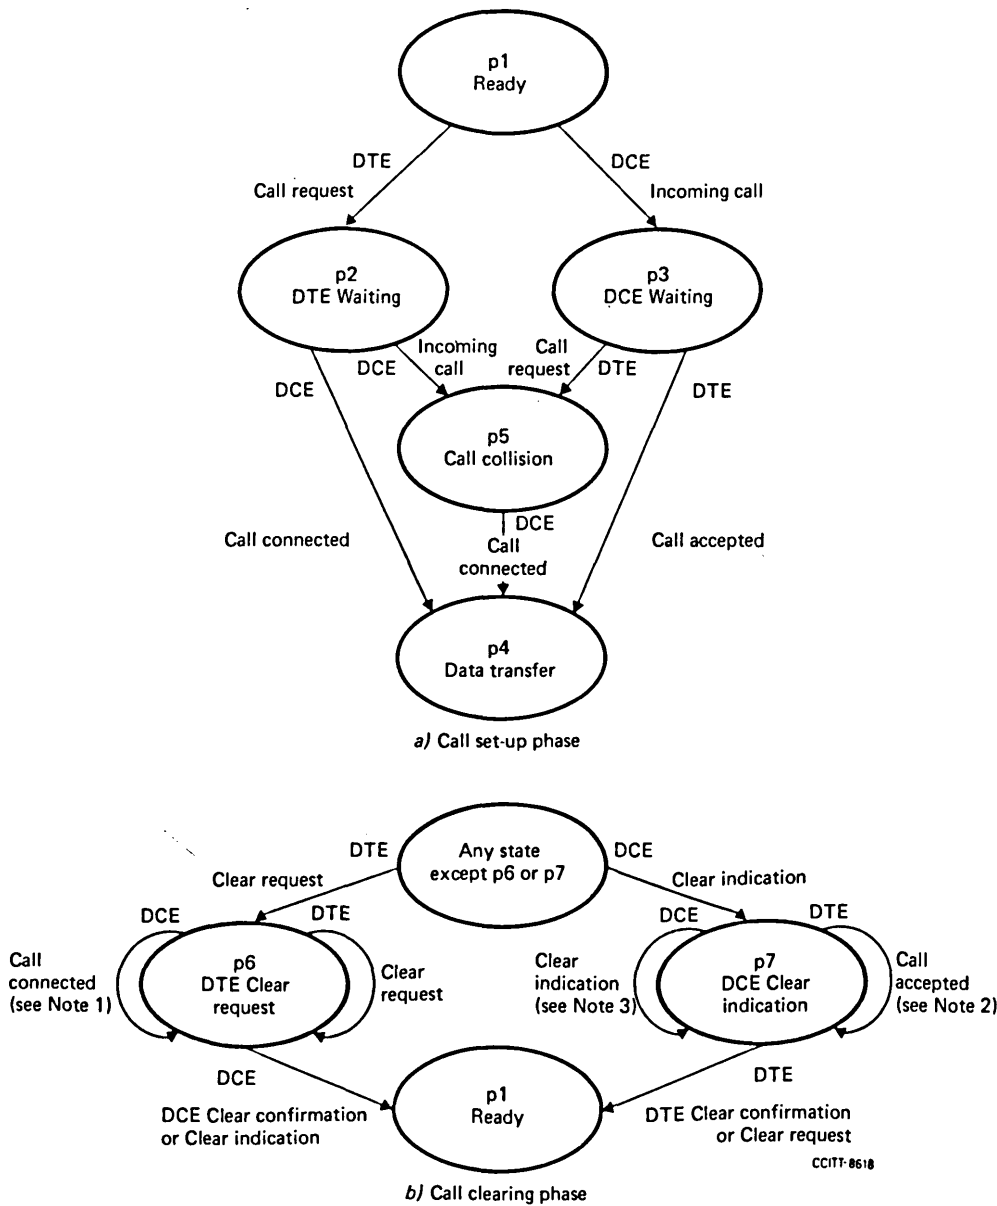 p1
Ready
DTE
Call request
DCE
Incoming call
p2
DTE Waiting
p3
DCE Waiting
DCE
Incoming
call
DCE
Call
request
DTE
DTE
p5
Call collision
Call connected
DCE
Call
connected
Call accepted
p4
Data transfer
a) Call set-up phase
Any state
except p6 or p7
DTE
Clear request
DCE
Clear indication
DCE
DTE
DCE
DTE
Call
connected
(see Note 1)
p6
DTE Clear
request
Clear
request
Clear
indication
(see Note 3)
p7
DCE Clear
indication
Call
accepted
(see Note 2)
DCE
DCE Clear confirmation
or Clear indication
p1
Ready
DTE
DTE Clear confirmation
or Clear request
CCITT-8618
b) Call clearing phase